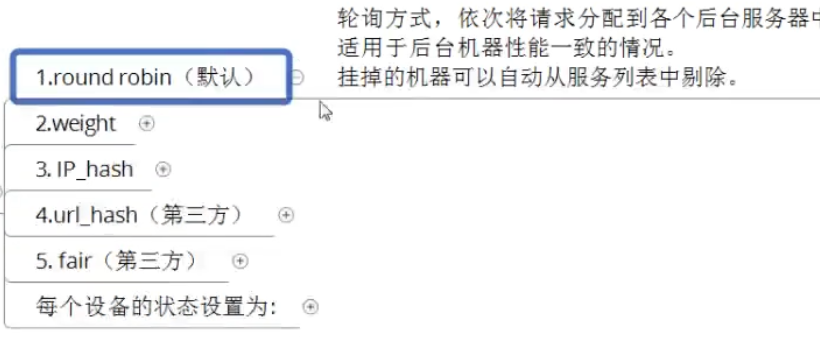 轮询方式，依次将请求分配到各个后台服务器中
适用于后台机器性能一致的情况。
挂掉的机器可以自动从服务列表中剔除。
1.round robin（默认）
2.weight
3. IP_hash
4.url_hash（第三方）
5. fair（第三方）
每个设备的状态设置为: